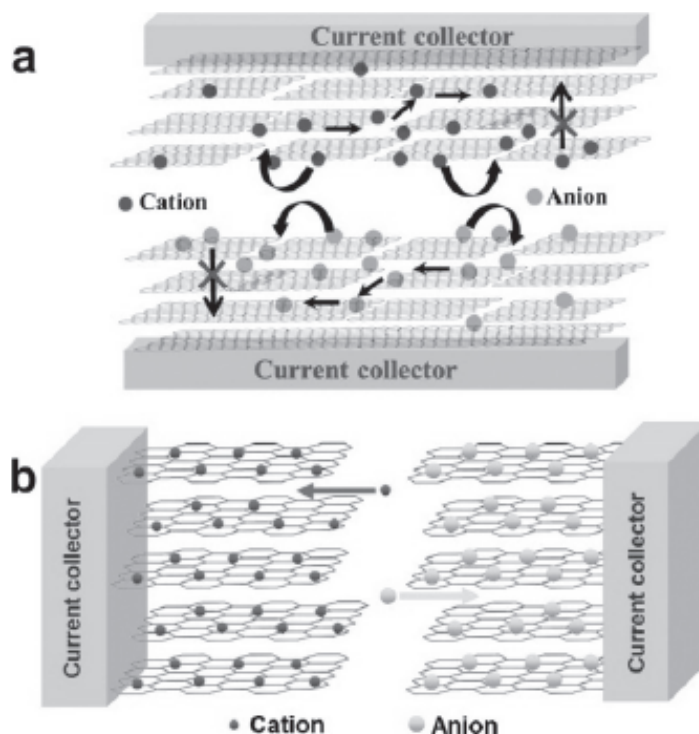 a
Current collector
Cation
Anion
Current collector
b
Current collector
Current collector
Cation
Anion